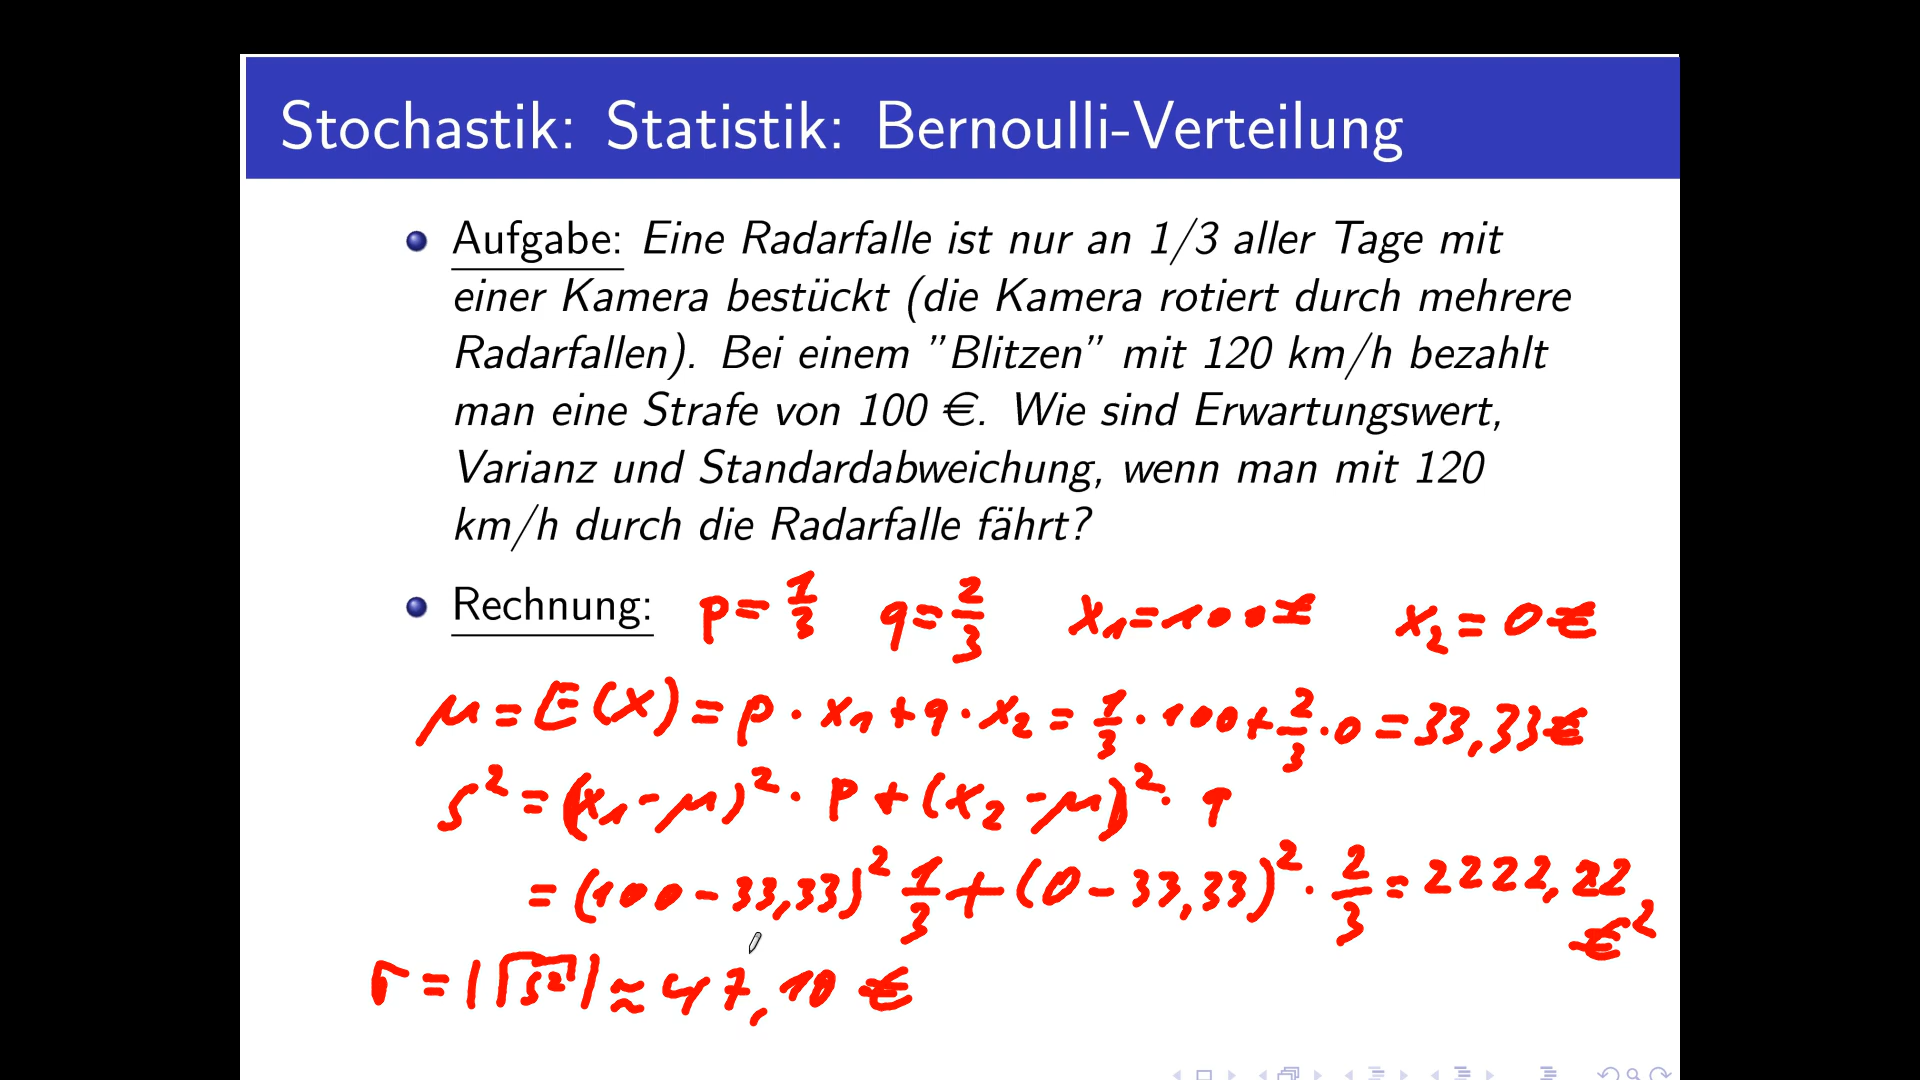 Stochastik: Statistik: Bernoulli-Verteilung
Aufgabe: Eine Radarfalle ist nur an 1/3 aller Tage mit
einer Kamera bestückt (die Kamera rotiert durch mehrere
Radarfallen). Bei einem ”Blitzen” mit 120 km/h bezahlt
man eine Strafe von 100 €. Wie sind Erwartungswert,
Varianz und Standardabweichung, wenn man mit 120
km/h durch die Radarfalle fährt?
Rechnung: p = 1/3 q = 2/3 x₁ = 100€ x₂ = 0€
μ = E(X) = p · x₁ + q · x₂ = 1/3 · 100 + 2/3 · 0 = 33,33€
s² = (x₁ - μ)² · p + (x₂ - μ)² · q
= (100 - 33,33)² 1/3 + (0 - 33,33)² · 2/3 = 2222,22
€²
σ = |√s²| ≈ 47,10 €